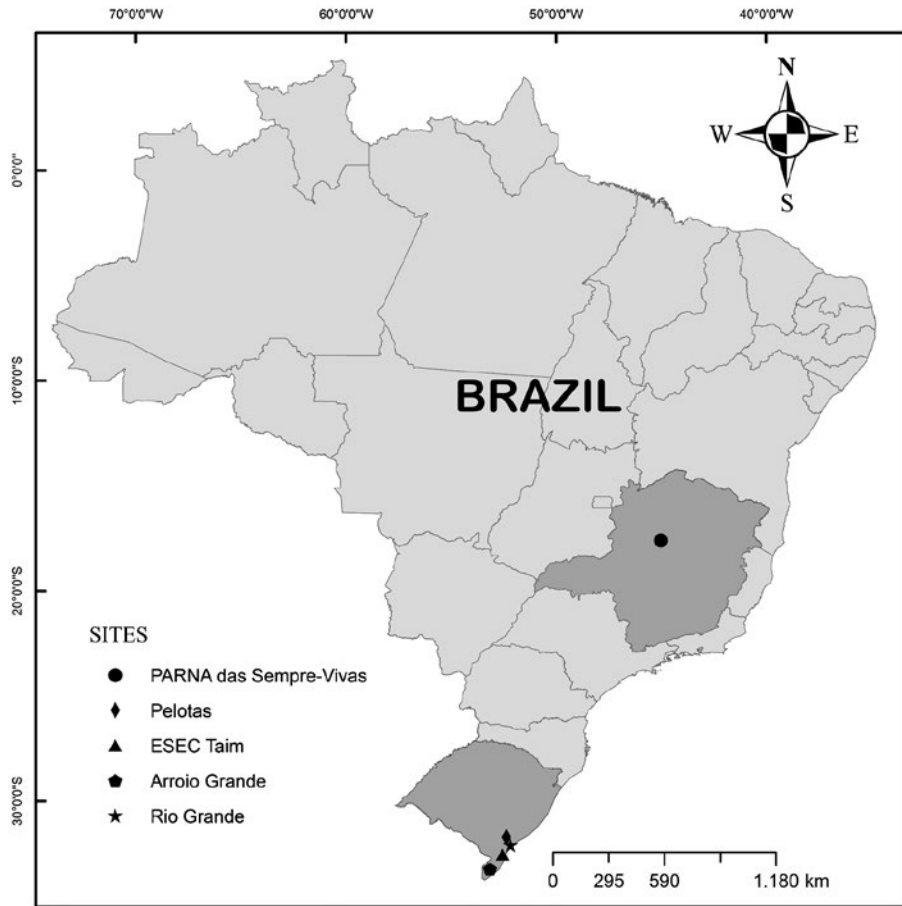 70°0'0"W 60°0'0"W 50°0'0"W 40°0'0"W
N
W E
S
0°0'0"
10°0'0"S
20°0'0"S
30°0'0"S
BRAZIL
SITES
PARNA das Sempre-Vivas
Pelotas
ESEC Taim
Arroio Grande
Rio Grande
0 295 590 1.180 km